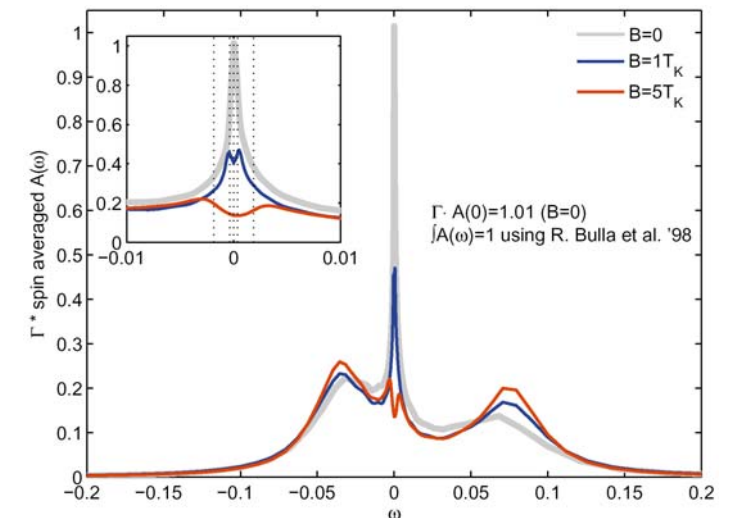 1
0.9
0.8
0.7
0.6
0.5
0.4
0.3
0.2
0.1
0
Γ * spin averaged A(ω)
1
0.8
0.6
0.4
0.2
0
−0.01 0 0.01
B=0
B=1T_K
B=5T_K
Γ· A(0)=1.01 (B=0)
∫A(ω)=1 using R. Bulla et al. '98
−0.2 −0.15 −0.1 −0.05 0 0.05 0.1 0.15 0.2
ω